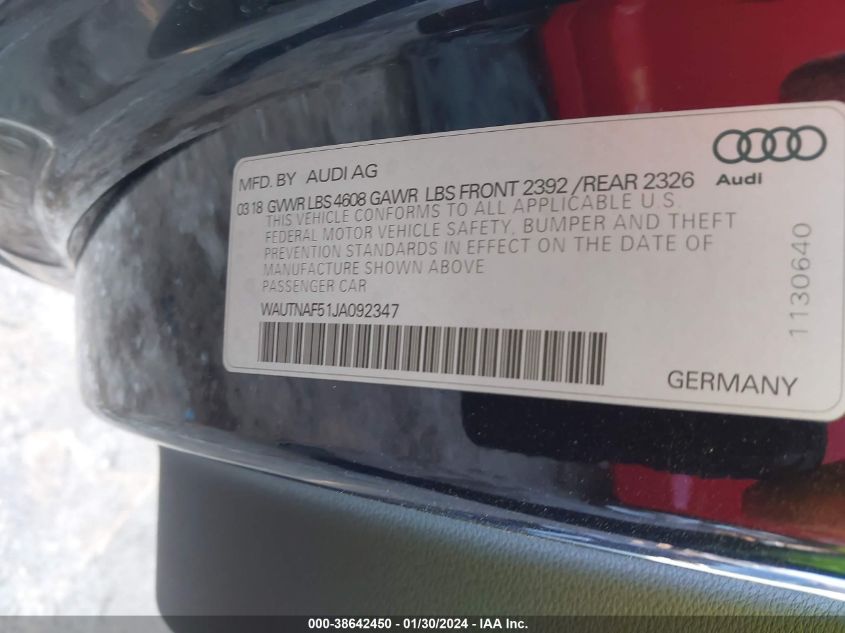 MFD. BY AUDI AG
Audi
0318 GVWR LBS 4608 GAWR LBS FRONT 2392 /REAR 2326
THIS VEHICLE CONFORMS TO ALL APPLICABLE U.S.
FEDERAL MOTOR VEHICLE SAFETY, BUMPER AND THEFT
PREVENTION STANDARDS IN EFFECT ON THE DATE OF
MANUFACTURE SHOWN ABOVE
PASSENGER CAR
WAUTNAF51JA092347
1130640
GERMANY
000-38642450 - 01/30/2024 - IAA Inc.